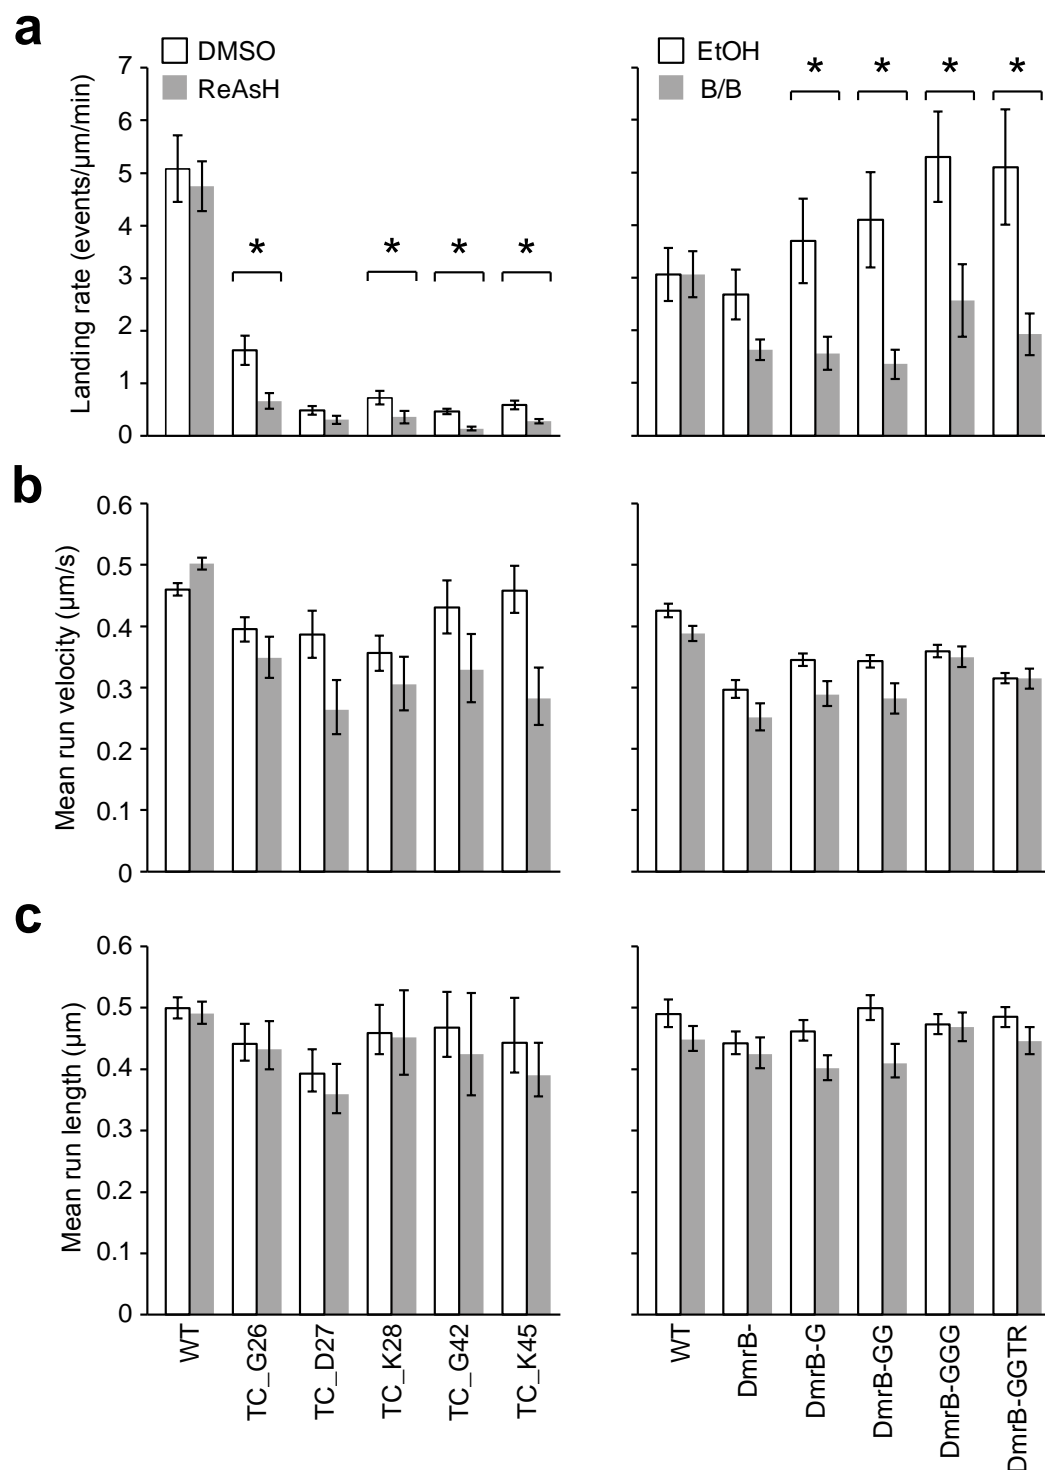 a
DMSO
ReAsH
EtOH
B/B
Landing rate (events/µm/min)
7
6
5
4
3
2
1
0
* * * *
* * * *
b
Mean run velocity (µm/s)
0.6
0.5
0.4
0.3
0.2
0.1
0
c
Mean run length (µm)
0.6
0.5
0.4
0.3
0.2
0.1
0
WT
TC_G26
TC_D27
TC_K28
TC_G42
TC_K45
WT
DmrB-
DmrB-G
DmrB-GG
DmrB-GGG
DmrB-GGTR